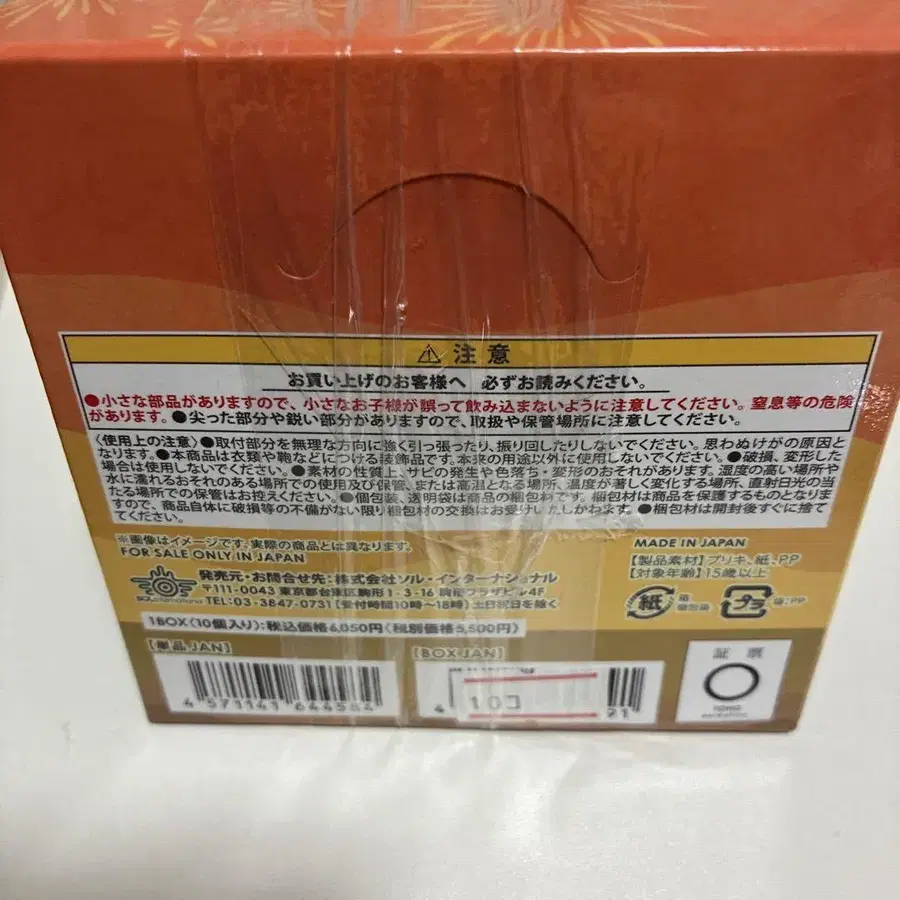 ⚠ 注意
お買い上げのお客様へ 必ずお読みください。
●小さな部品がありますので、小さなお子様が誤って飲み込まないように注意してください。窒息等の危険
があります。●尖った部分や鋭い部分がありますので、取扱や保管場所に注意してください。
〈使用上の注意〉●取付部分を無理な方向に強く引っ張ったり、振り回したりしないでください。思わぬけがの原因と
なります。●本商品は衣類や鞄などにつける装飾品です。本来の用途以外に使用しないでください。●破損、変形した
場合は使用しないでください。●素材の性質上、サビの発生や色落ち・変形のおそれがあります。湿度の高い場所や
水に濡れるおそれのある場所での使用及び保管、または高温となる場所、温度が著しく変化する場所、直射日光の当
たる場所での保管はお控えください。●個包装、透明袋は商品の梱包材です。梱包材は商品を保護するものとなりま
すので、商品自体に破損等の不備がない限り梱包材の交換はお受けいたしかねます。●梱包材は開封後すぐに捨て
てください。
※画像はイメージです。実際の商品とは異なります。
FOR SALE ONLY IN JAPAN
MADE IN JAPAN
【製品素材】ブリキ、紙、PP
【対象年齢】15歳以上
発売元・お問合せ先：株式会社ソル・インターナショナル
〒111-0043 東京都台東区駒形1-3-16 駒形プラザビル4F
TEL：03-3847-0731【受付時間10時〜18時】土日祝日を除く
紙 箱 個包装
プラ 袋:PP
1BOX〈10個入り〉：税込価格6,050円〈税別価格5,500円〉
【単品 JAN】
【BOX JAN】
4 571141 644584
4
10コ
91
証 票
TOHO animation